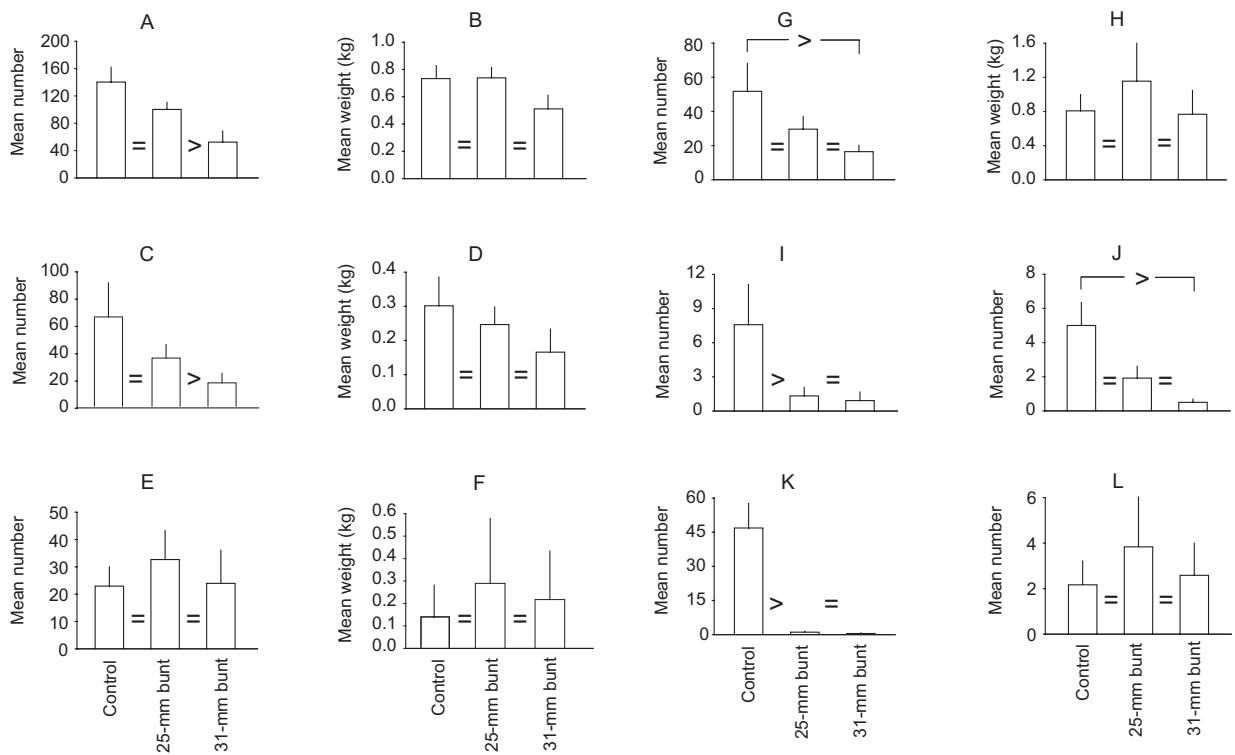 A
Mean number
200
160
120
80
40
0
= >
B
Mean weight (kg)
1.0
0.8
0.6
0.4
0.2
0.0
= =
G
Mean number
80
60
40
20
0
>
= =
H
Mean weight (kg)
1.6
1.2
0.8
0.4
0.0
= =
C
Mean number
100
80
60
40
20
0
= >
D
Mean weight (kg)
0.4
0.3
0.2
0.1
0.0
= =
I
Mean number
12
9
6
3
0
> =
J
Mean number
8
6
4
2
0
>
= =
E
Mean number
50
40
30
20
10
0
= =
Control
25-mm bunt
31-mm bunt
F
Mean weight (kg)
0.6
0.5
0.4
0.3
0.2
0.1
0.0
= =
Control
25-mm bunt
31-mm bunt
K
Mean number
60
45
30
15
0
> =
Control
25-mm bunt
31-mm bunt
L
Mean number
6
4
2
0
= =
Control
25-mm bunt
31-mm bunt